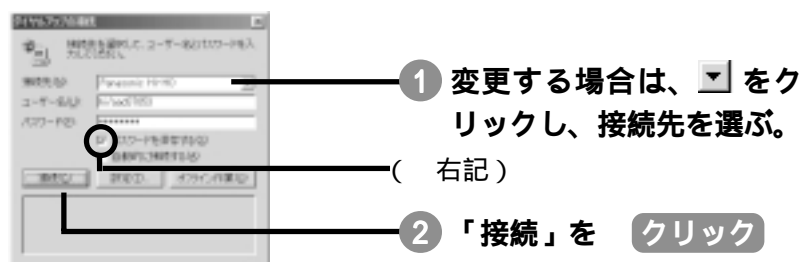 ダイヤルアップの接続
接続先を選択して、ユーザー名とパスワードを入
力してください。
接続先(S):
Panasonic HI-HO
ユーザー名(U):
パスワード(P):
********
パスワードを保存する(S)
自動的に接続する(A)
接続(C) 設定(T)... オフライン作業(O)
1 変更する場合は、▼ をク
リックし、接続先を選ぶ。
( 右記 )
2 「接続」を クリック